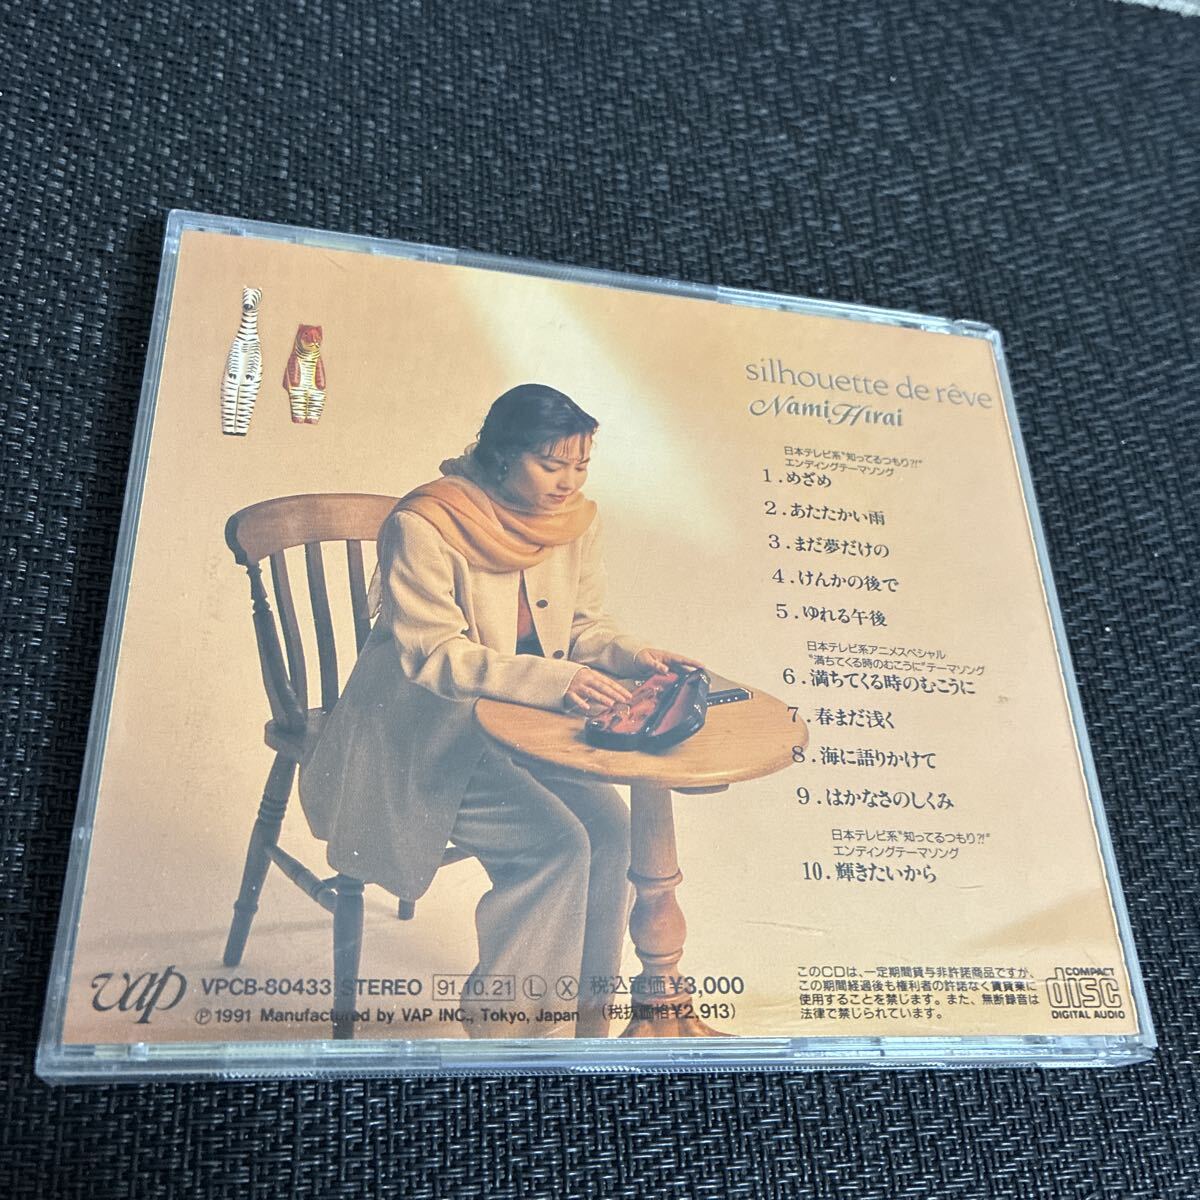 silhouette de rêve
Nami Hirai
日本テレビ系"知ってるつもり?!"
エンディングテーマソング
1.めざめ
2.あたたかい雨
3.まだ夢だけの
4.けんかの後で
5.ゆれる午後
日本テレビ系アニメスペシャル
"満ちてくる時のむこうに"テーマソング
6.満ちてくる時のむこうに
7.春まだ浅く
8.海に語りかけて
9.はかなさのしくみ
日本テレビ系"知ってるつもり?!"
エンディングテーマソング
10.輝きたいから
vap VPCB-80433 STEREO 91.10.21 Ⓛ Ⓧ 税込定価¥3,000
Ⓟ1991 Manufactured by VAP INC., Tokyo, Japan (税抜価格¥2,913)
このCDは、一定期間貸与非許諾商品ですが、
この期間経過後も権利者の許諾なく賃貸業に
使用することを禁じます。また、無断録音は
法律で禁じられています。
COMPACT
disc
DIGITAL AUDIO